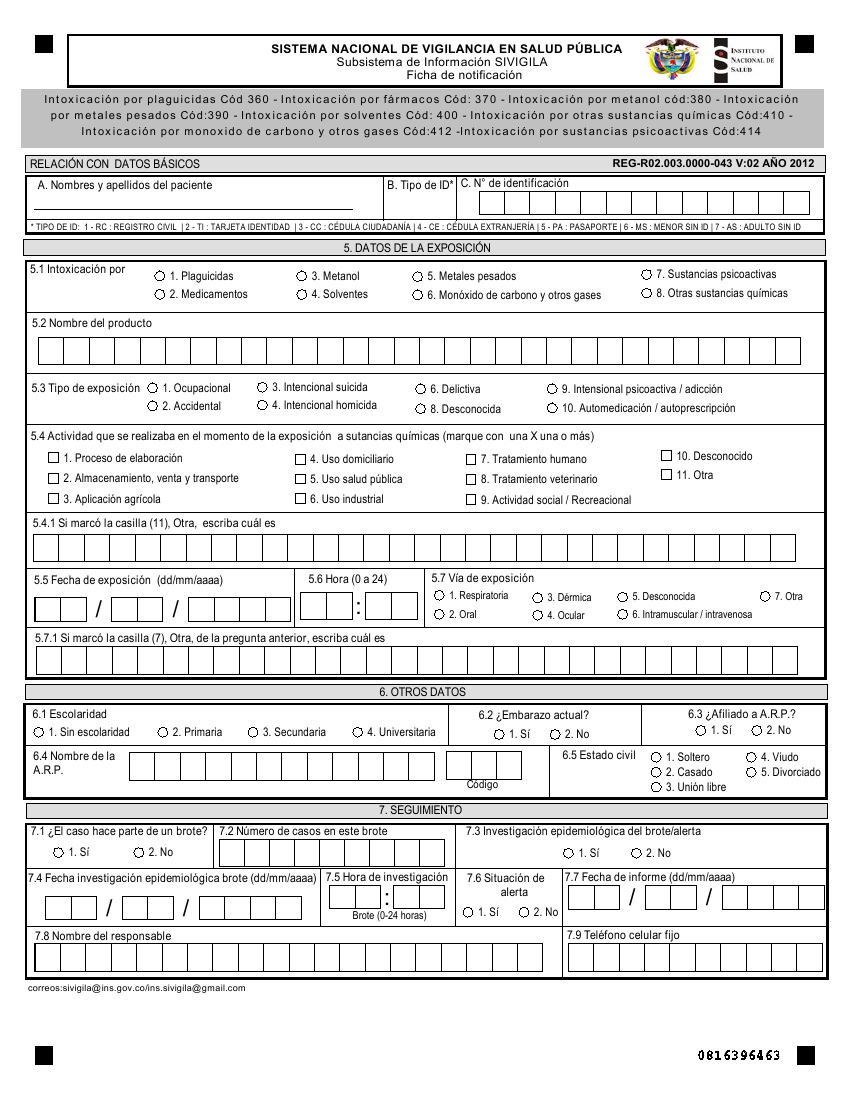 SISTEMA NACIONAL DE VIGILANCIA EN SALUD PÚBLICA
Subsistema de Información SIVIGILA
Ficha de notificación
INSTITUTO
NACIONAL DE
SALUD
Intoxicación por plaguicidas Cód 360 - Intoxicación por fármacos Cód: 370 - Intoxicación por metanol cód:380 - Intoxicación
por metales pesados Cód:390 - Intoxicación por solventes Cód: 400 - Intoxicación por otras sustancias químicas Cód:410 -
Intoxicación por monoxido de carbono y otros gases Cód:412 -Intoxicación por sustancias psicoactivas Cód:414
RELACIÓN CON DATOS BÁSICOS REG-R02.003.0000-043 V:02 AÑO 2012
A. Nombres y apellidos del paciente B. Tipo de ID* C. N° de identificación
* TIPO DE ID: 1 - RC : REGISTRO CIVIL | 2 - TI : TARJETA IDENTIDAD | 3 - CC : CÉDULA CIUDADANÍA | 4 - CE : CÉDULA EXTRANJERÍA | 5 - PA : PASAPORTE | 6 - MS : MENOR SIN ID | 7 - AS : ADULTO SIN ID
5. DATOS DE LA EXPOSICIÓN
5.1 Intoxicación por
1. Plaguicidas 3. Metanol 5. Metales pesados 7. Sustancias psicoactivas
2. Medicamentos 4. Solventes 6. Monóxido de carbono y otros gases 8. Otras sustancias químicas
5.2 Nombre del producto
5.3 Tipo de exposición 1. Ocupacional 3. Intencional suicida 6. Delictiva 9. Intensional psicoactiva / adicción
2. Accidental 4. Intencional homicida 8. Desconocida 10. Automedicación / autoprescripción
5.4 Actividad que se realizaba en el momento de la exposición a sutancias químicas (marque con una X una o más)
1. Proceso de elaboración 4. Uso domiciliario 7. Tratamiento humano 10. Desconocido
2. Almacenamiento, venta y transporte 5. Uso salud pública 8. Tratamiento veterinario 11. Otra
3. Aplicación agrícola 6. Uso industrial 9. Actividad social / Recreacional
5.4.1 Si marcó la casilla (11), Otra, escriba cuál es
5.5 Fecha de exposición (dd/mm/aaaa) 5.6 Hora (0 a 24) 5.7 Vía de exposición
1. Respiratoria 3. Dérmica 5. Desconocida 7. Otra
/ / :
2. Oral 4. Ocular 6. Intramuscular / intravenosa
5.7.1 Si marcó la casilla (7), Otra, de la pregunta anterior, escriba cuál es
6. OTROS DATOS
6.1 Escolaridad 6.2 ¿Embarazo actual? 6.3 ¿Afiliado a A.R.P.?
1. Sin escolaridad 2. Primaria 3. Secundaria 4. Universitaria 1. Sí 2. No 1. Sí 2. No
6.4 Nombre de la
A.R.P.
Código
6.5 Estado civil 1. Soltero 4. Viudo
2. Casado 5. Divorciado
3. Unión libre
7. SEGUIMIENTO
7.1 ¿El caso hace parte de un brote? 7.2 Número de casos en este brote 7.3 Investigación epidemiológica del brote/alerta
1. Sí 2. No 1. Sí 2. No
7.4 Fecha investigación epidemiológica brote (dd/mm/aaaa) 7.5 Hora de investigación 7.6 Situación de
alerta
7.7 Fecha de informe (dd/mm/aaaa)
/ / : / /
Brote (0-24 horas) 1. Sí 2. No
7.8 Nombre del responsable 7.9 Teléfono celular fijo
correos:sivigila@ins.gov.co/ins.sivigila@gmail.com
0816396463